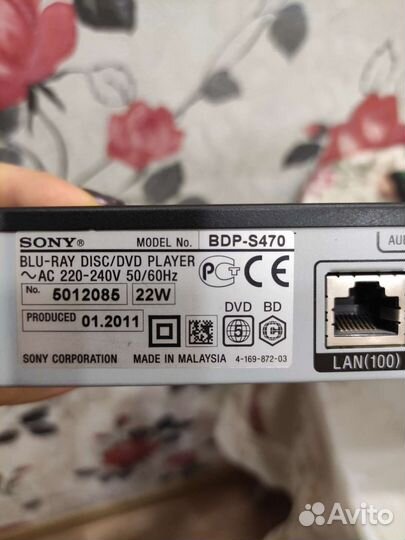 SONY® MODEL No. BDP-S470
BLU-RAY DISC/DVD PLAYER
~AC 220-240V 50/60Hz
No. 5012085 22W
PRODUCED 01.2011
DVD BD
5
SONY CORPORATION MADE IN MALAYSIA 4-169-872-03
PCT CE
LAN(100)
Avito